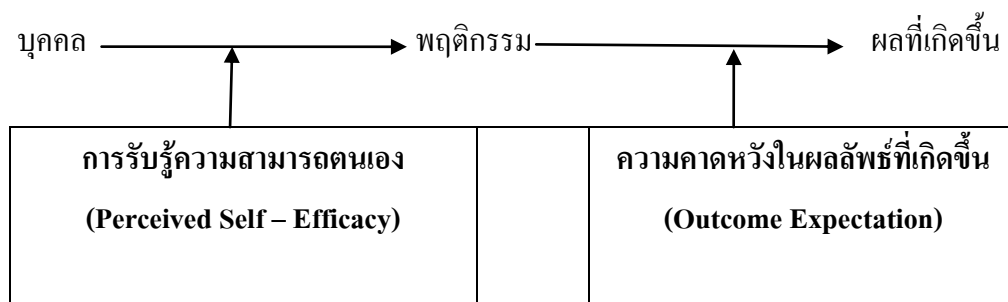 บุคคล พฤติกรรม ผลที่เกิดขึ้น
การรับรู้ความสามารถตนเอง
(Perceived Self – Efficacy)
ความคาดหวังในผลลัพธ์ที่เกิดขึ้น
(Outcome Expectation)